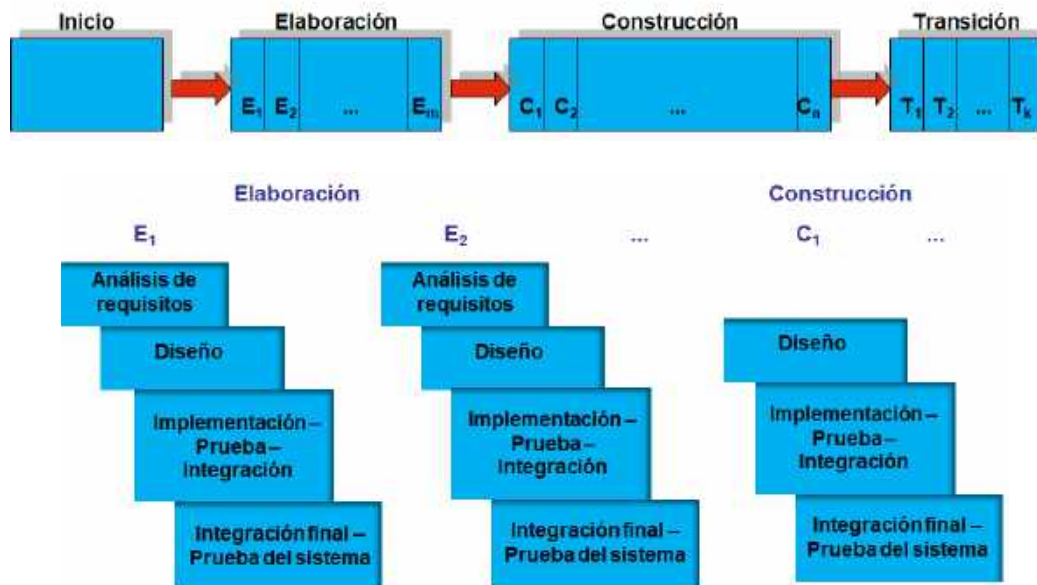 Inicio
Elaboración
Construcción
Transición
E₁ E₂ ... Eₘ
C₁ C₂ ... Cₙ
T₁ T₂ ... Tₖ
Elaboración
Construcción
E₁
E₂
...
C₁
...
Análisis de
requisitos
Diseño
Implementación –
Prueba –
Integración
Integración final –
Prueba del sistema
Análisis de
requisitos
Diseño
Implementación –
Prueba –
Integración
Integración final –
Prueba del sistema
Diseño
Implementación –
Prueba –
Integración
Integración final –
Prueba del sistema